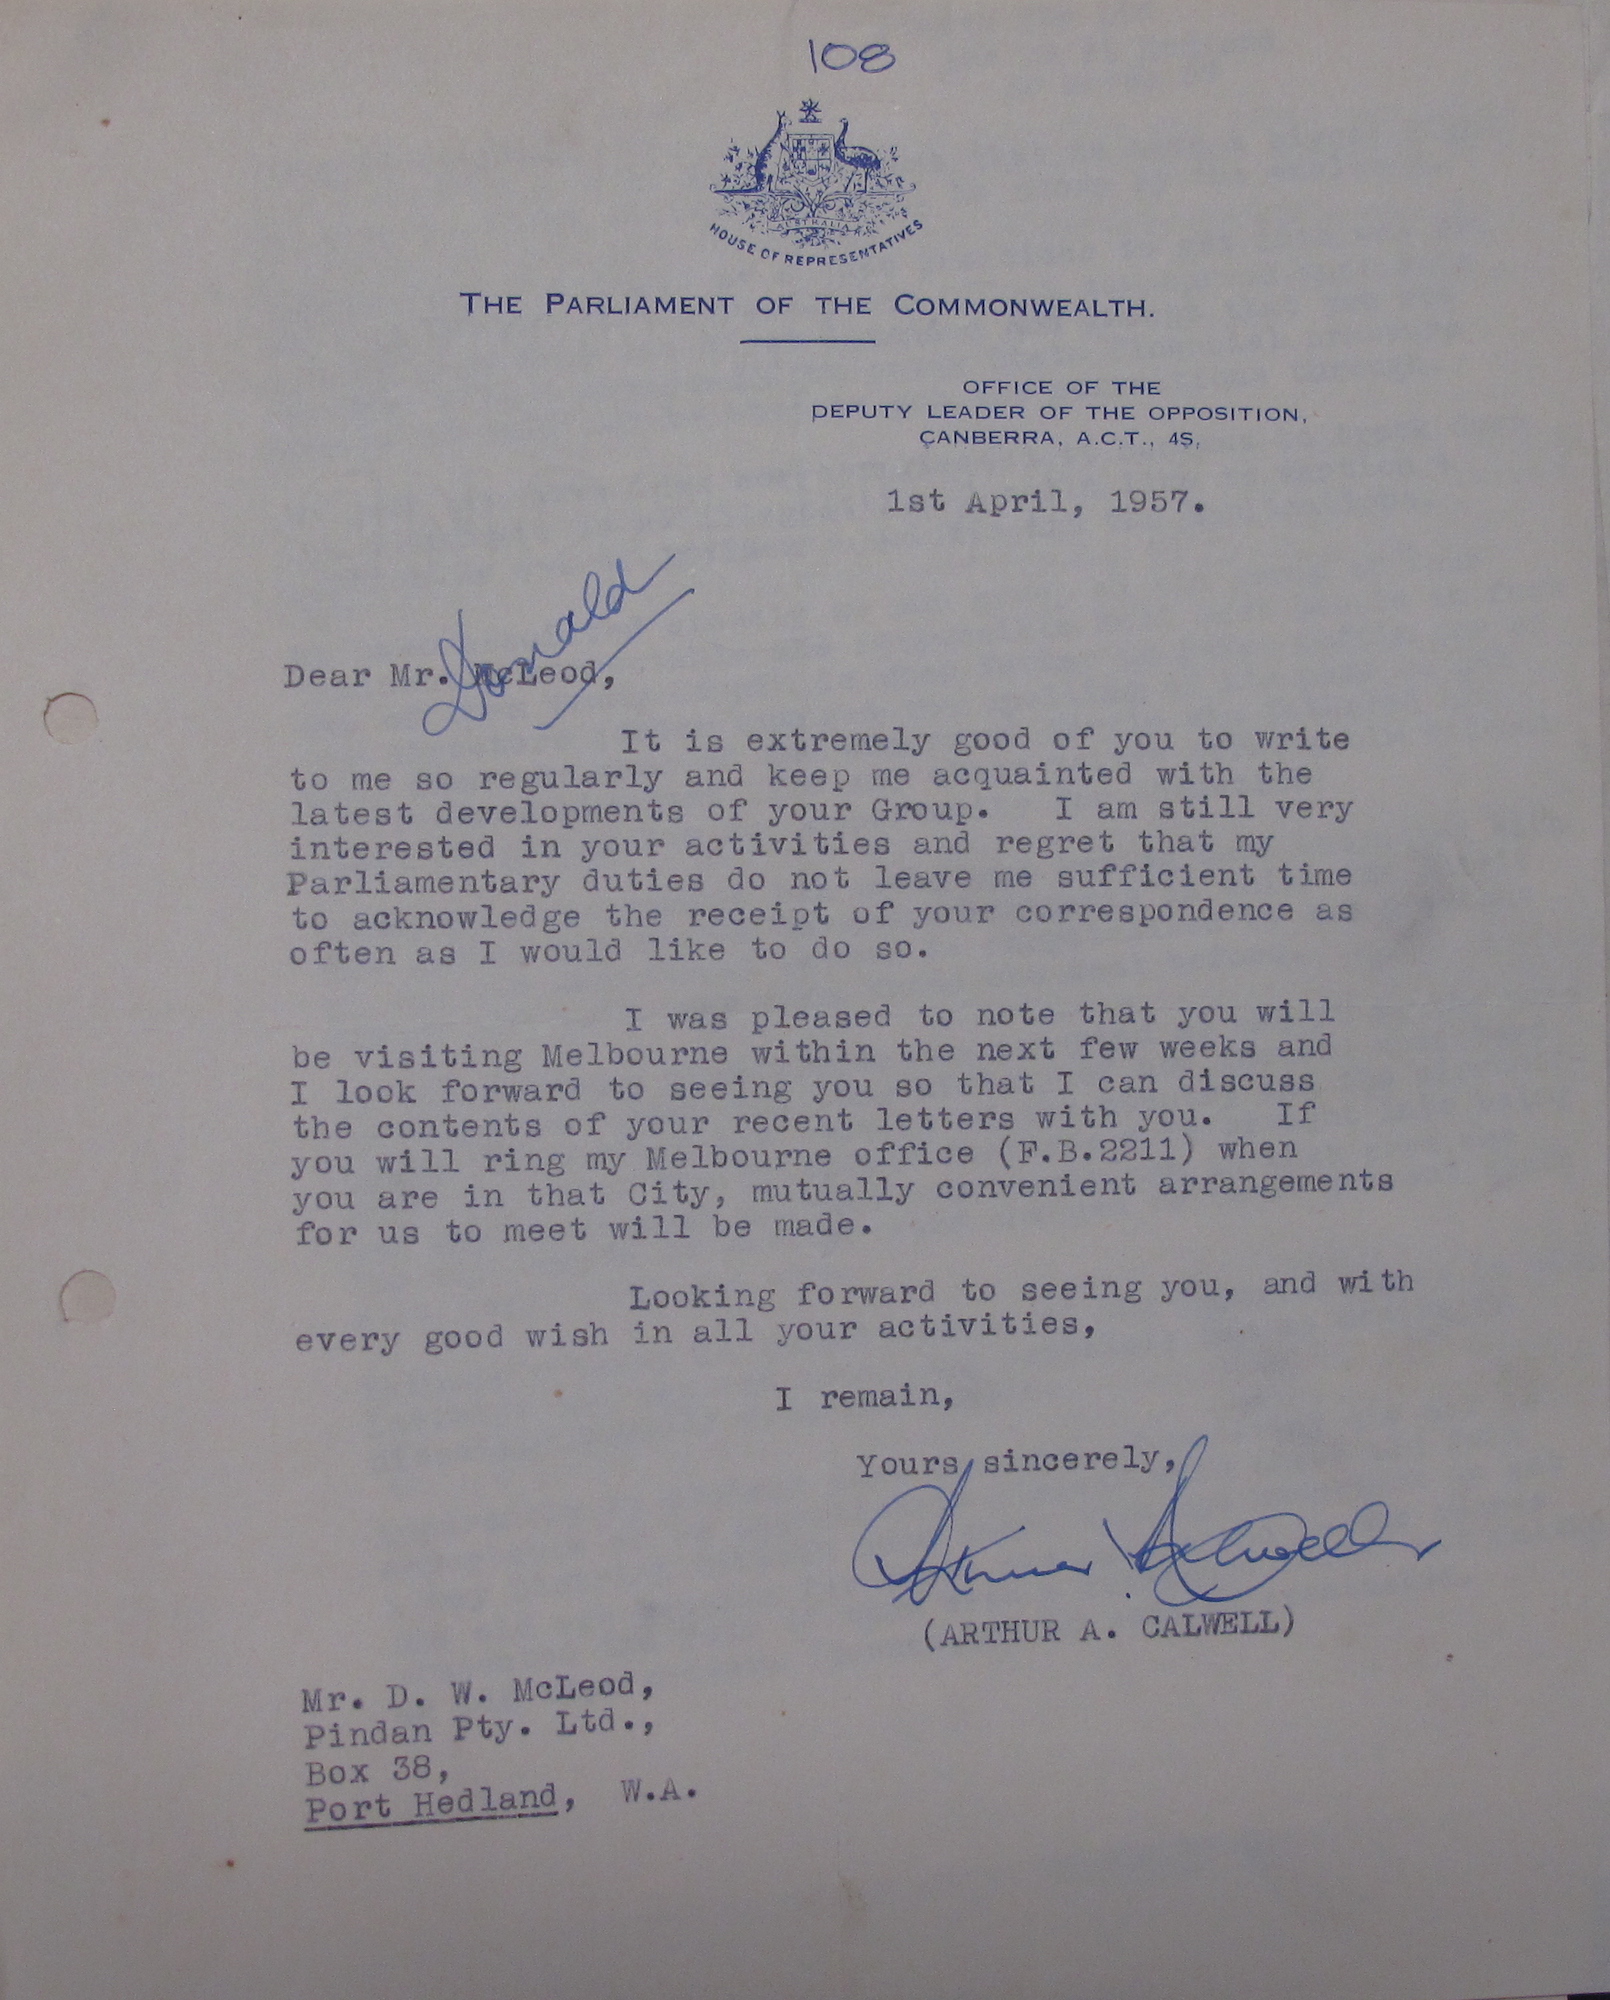 108
AUSTRALIA
HOUSE OF REPRESENTATIVES
THE PARLIAMENT OF THE COMMONWEALTH.
OFFICE OF THE
DEPUTY LEADER OF THE OPPOSITION,
CANBERRA, A.C.T., 4S.
1st April, 1957.
Donald
Dear Mr. McLeod,
It is extremely good of you to write
to me so regularly and keep me acquainted with the
latest developments of your Group. I am still very
interested in your activities and regret that my
Parliamentary duties do not leave me sufficient time
to acknowledge the receipt of your correspondence as
often as I would like to do so.
I was pleased to note that you will
be visiting Melbourne within the next few weeks and
I look forward to seeing you so that I can discuss
the contents of your recent letters with you. If
you will ring my Melbourne office (F.B.2211) when
you are in that City, mutually convenient arrangements
for us to meet will be made.
Looking forward to seeing you, and with
every good wish in all your activities,
I remain,
Yours sincerely,
Arthur A. Calwell
(ARTHUR A. CALWELL)
Mr. D. W. McLeod,
Pindan Pty. Ltd.,
Box 38,
Port Hedland, W.A.